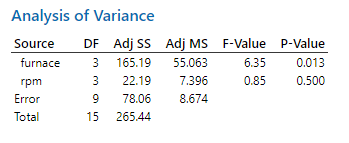 Analysis of Variance
Source DF Adj SS Adj MS F-Value P-Value
furnace 3 165.19 55.063 6.35 0.013
rpm 3 22.19 7.396 0.85 0.500
Error 9 78.06 8.674
Total 15 265.44